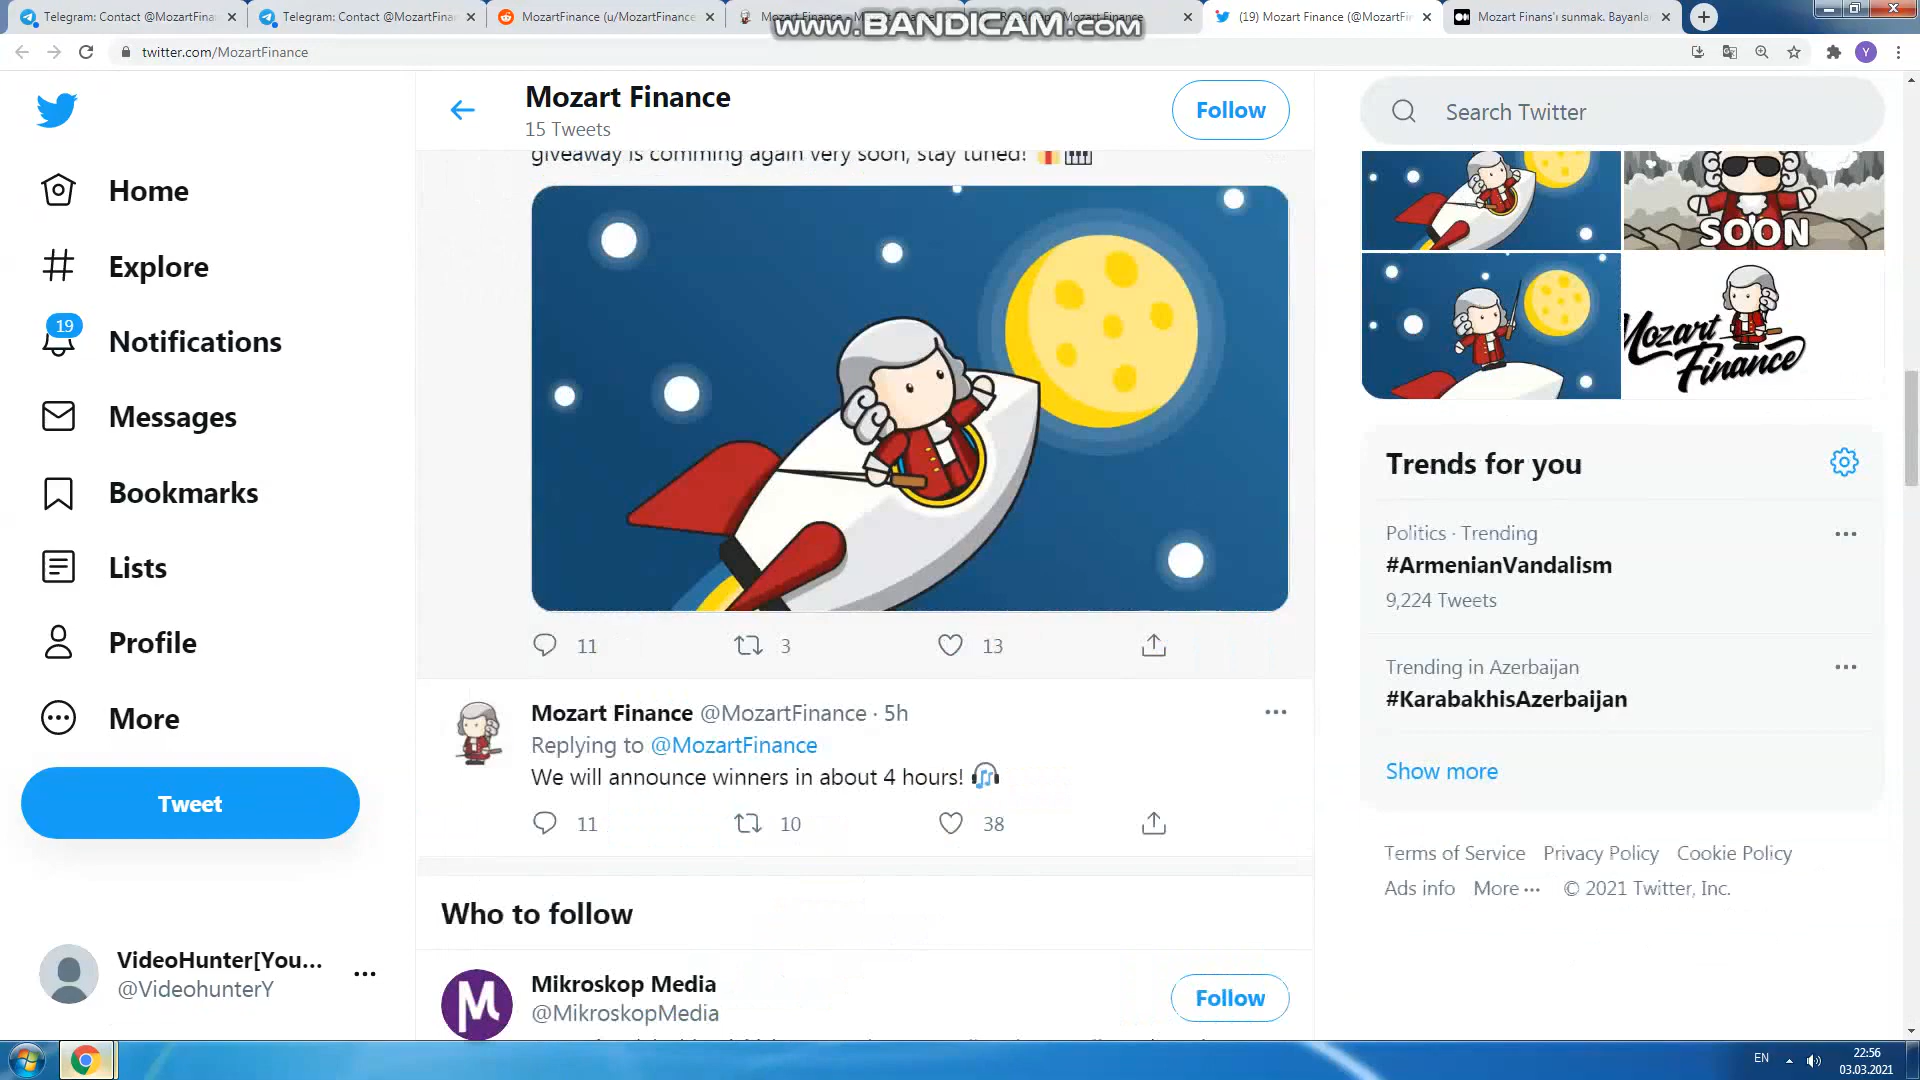 Telegram: Contact @MozartFina
Telegram: Contact @MozartFinan
MozartFinance (u/MozartFinance
Mozart Finance
Mozart Finance
(19) Mozart Finance (@MozartFi
Mozart Finans'ı sunmak. Bayanla
www.BANDICAM.com
twitter.com/MozartFinance
Y
Home
Explore
19
Notifications
Messages
Bookmarks
Lists
Profile
More
Tweet
VideoHunter[You...
@VideohunterY
Mozart Finance
15 Tweets
Follow
giveaway is comming again very soon, stay tuned!
11 3 13
Mozart Finance @MozartFinance · 5h
Replying to @MozartFinance
We will announce winners in about 4 hours!
11 10 38
Who to follow
Mikroskop Media
@MikroskopMedia
Follow
Search Twitter
SOON
Mozart
Finance
Trends for you
Politics · Trending
#ArmenianVandalism
9,224 Tweets
Trending in Azerbaijan
#KarabakhisAzerbaijan
Show more
Terms of Service Privacy Policy Cookie Policy
Ads info More ··· © 2021 Twitter, Inc.
EN
22:56
03.03.2021